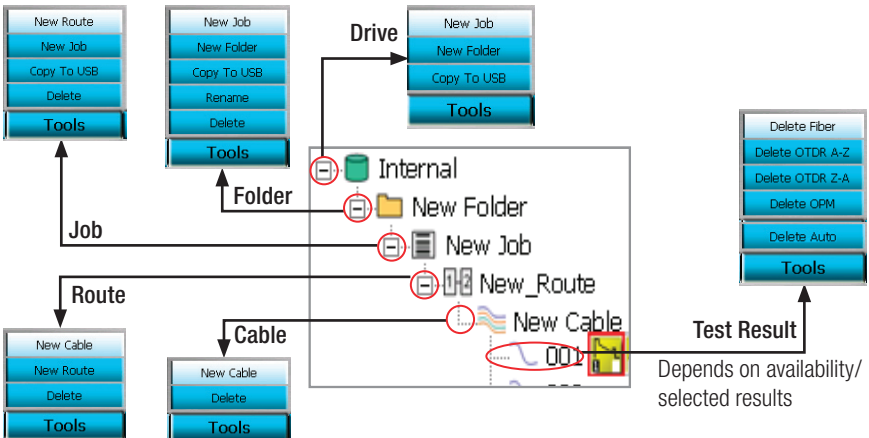 New Route
New Job
Copy To USB
Delete
Tools
New Job
New Folder
Copy To USB
Rename
Delete
Tools
Drive
New Job
New Folder
Copy To USB
Tools
Delete Fiber
Delete OTDR A-Z
Delete OTDR Z-A
Delete OPM
Delete Auto
Tools
Internal
Folder
New Folder
Job
New Job
1-2 New_Route
Route
New Cable
Cable
001
Test Result
Depends on availability/
selected results
New Cable
New Route
Delete
Tools
New Cable
Delete
Tools